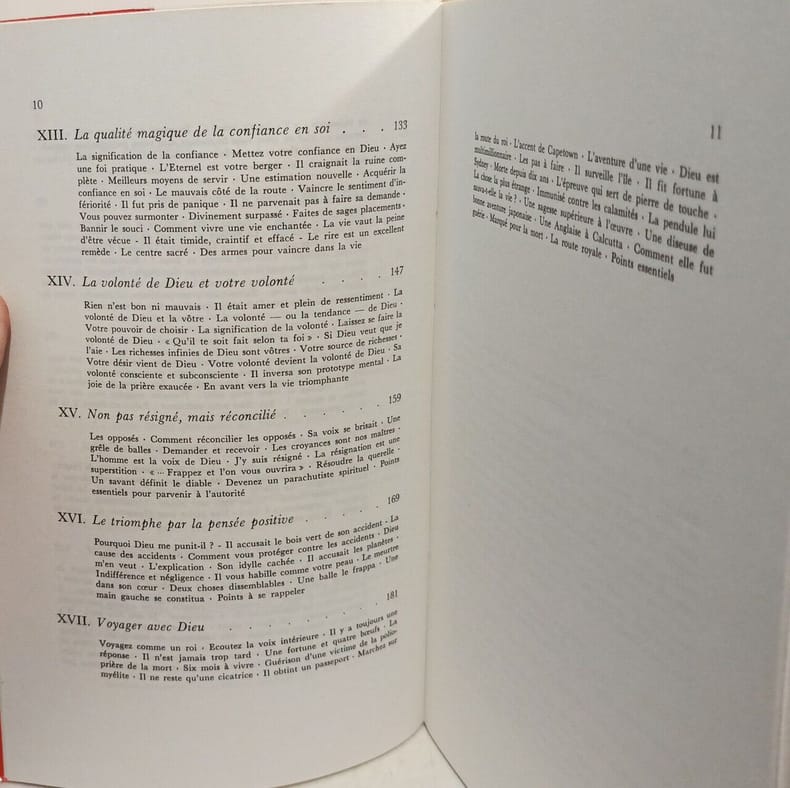 10
XIII. La qualité magique de la confiance en soi . . . 133
La signification de la confiance · Mettez votre confiance en Dieu · Ayez
une foi pratique · L'Eternel est votre berger · Il craignait la ruine com-
plète · Meilleurs moyens de servir · Une estimation nouvelle · Acquérir la
confiance en soi · Le mauvais côté de la route · Vaincre le sentiment d'in-
fériorité · Il fut pris de panique · Il ne parvenait pas à faire sa demande ·
Vous pouvez surmonter · Divinement surpassé · Faites de sages placements ·
Bannir le souci · Comment vivre une vie enchantée · La vie vaut la peine
d'être vécue · Il était timide, craintif et effacé - Le rire est un excellent
remède · Le centre sacré · Des armes pour vaincre dans la vie
XIV. La volonté de Dieu et votre volonté . . . . 147
Rien n'est bon ni mauvais · Il était amer et plein de ressentiment · La
volonté de Dieu et la vôtre · La volonté — ou la tendance — de Dieu ·
Votre pouvoir de choisir · La signification de la volonté · Laissez se faire la
volonté de Dieu · « Qu'il te soit fait selon ta foi » · Si Dieu veut que je
l'aie · Les richesses infinies de Dieu sont vôtres · Votre source de richesses ·
Votre désir vient de Dieu · Votre volonté devient la volonté de Dieu · Sa
volonté consciente et subconsciente · Il inversa son prototype mental · La
joie de la prière exaucée · En avant vers la vie triomphante
XV. Non pas résigné, mais réconcilié . . . . . 159
Les opposés · Comment réconcilier les opposés · Sa voix se brisait · Une
grêle de balles · Demander et recevoir · Les croyances sont nos maîtres ·
L'homme est la voix de Dieu · J'y suis résigné · La résignation est une
superstition · « ... Frappez et l'on vous ouvrira » · Résoudre la querelle ·
Un savant définit le diable · Devenez un parachutiste spirituel · Points
essentiels pour parvenir à l'autorité
XVI. Le triomphe par la pensée positive . . . . . 169
Pourquoi Dieu me punit-il ? - Il accusait le bois vert de son accident - La
cause des accidents · Comment vous protéger contre les accidents · Dieu
m'en veut · L'explication · Son idylle cachée · Il accusait les planètes ·
Indifférence et négligence · Il vous habille comme votre peau · Le meurtre
dans son cœur · Deux choses dissemblables · Une balle le frappa · Une
main gauche se constitua · Points à se rappeler
XVII. Voyager avec Dieu . . . . . . . 181
Voyagez comme un roi · Ecoutez la voix intérieure · Il y a toujours une
réponse · Il n'est jamais trop tard · Une fortune et quatre bœufs · La
prière de la mort · Six mois à vivre · Guérison d'une victime de la polio-
myélite · Il ne reste qu'une cicatrice · Il obtint un passeport · Marchez sur
11
la route du roi · L'accent de Capetown · L'aventure d'une vie · Dieu est
multimillionnaire · Les pas à faire · Il surveille l'île · Il fit fortune à
Sydney · Morte depuis dix ans · L'épreuve qui sert de pierre de touche ·
La chose la plus étrange · Immunisé contre les calamités · La pendule lui
sauva-t-elle la vie ? · Une sagesse supérieure à l'œuvre · Une diseuse de
bonne aventure japonaise · Une Anglaise à Calcutta · Comment elle fut
guérie · Marqué pour la mort · La route royale · Points essentiels